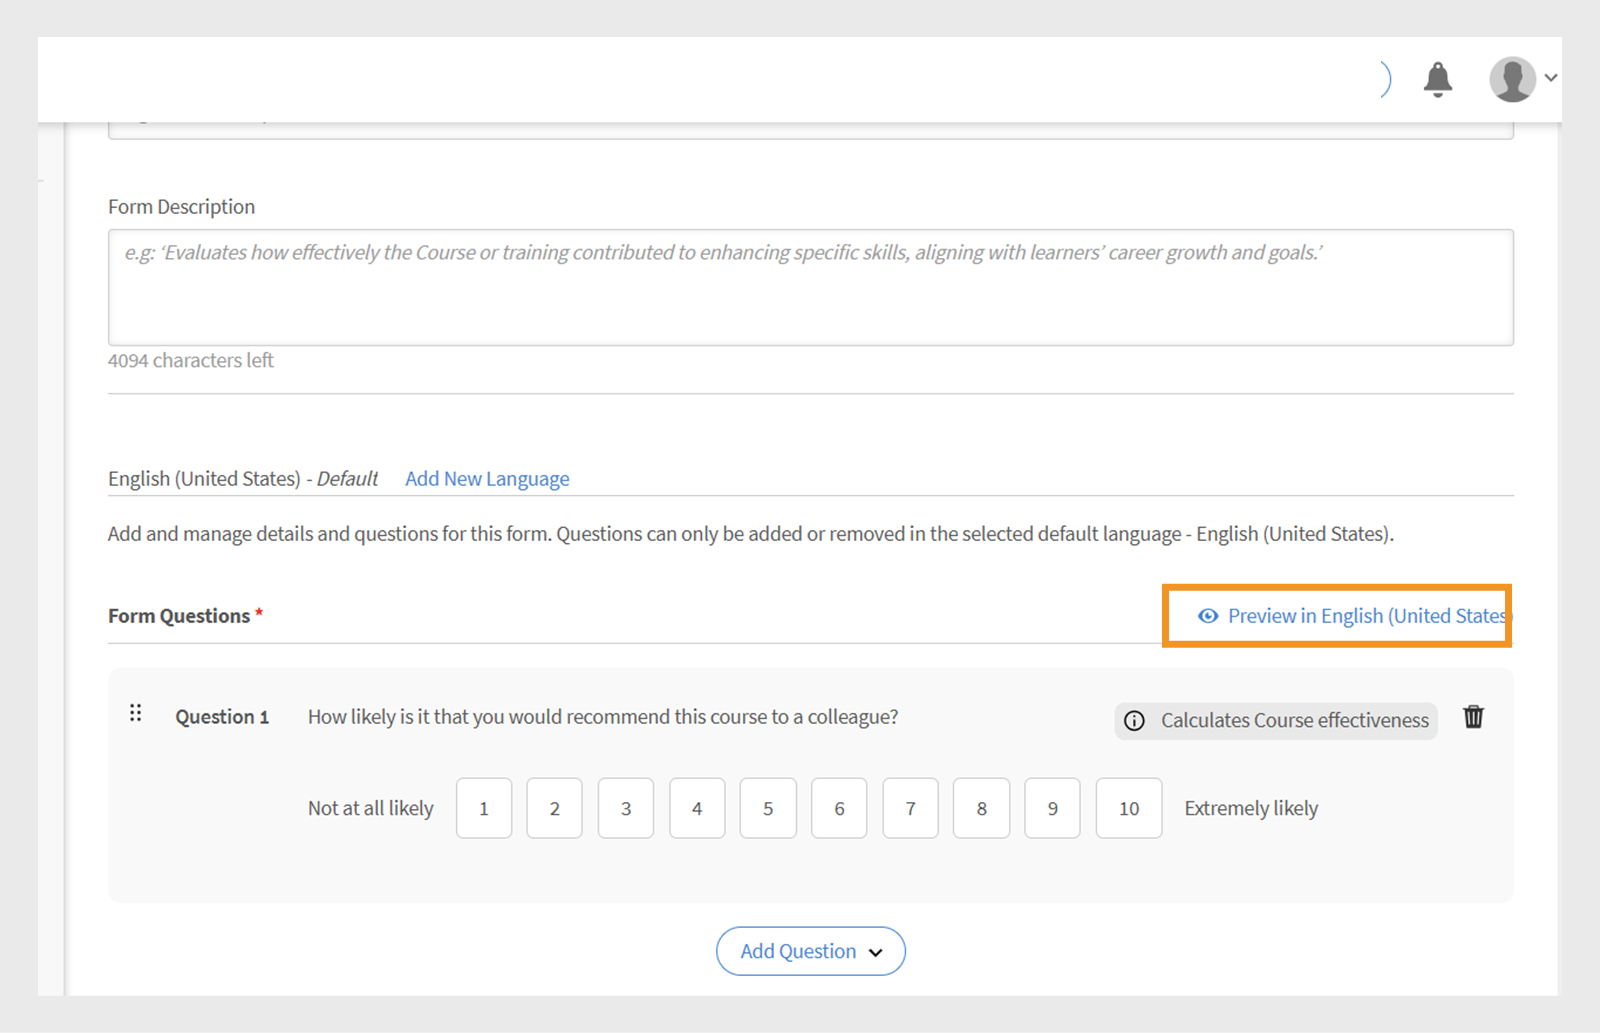 Form Description
e.g: ‘Evaluates how effectively the Course or training contributed to enhancing specific skills, aligning with learners’ career growth and goals.’
4094 characters left
English (United States) - Default Add New Language
Add and manage details and questions for this form. Questions can only be added or removed in the selected default language - English (United States).
Form Questions * Preview in English (United States)
Question 1 How likely is it that you would recommend this course to a colleague? Calculates Course effectiveness
Not at all likely 1 2 3 4 5 6 7 8 9 10 Extremely likely
Add Question